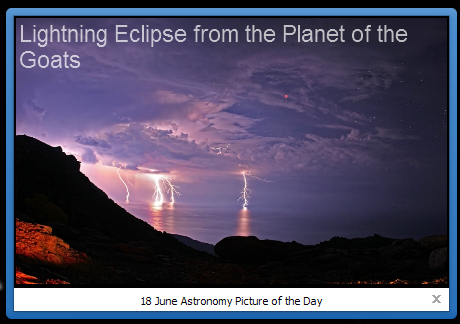 Lightning Eclipse from the Planet of the
Goats
18 June Astronomy Picture of the Day